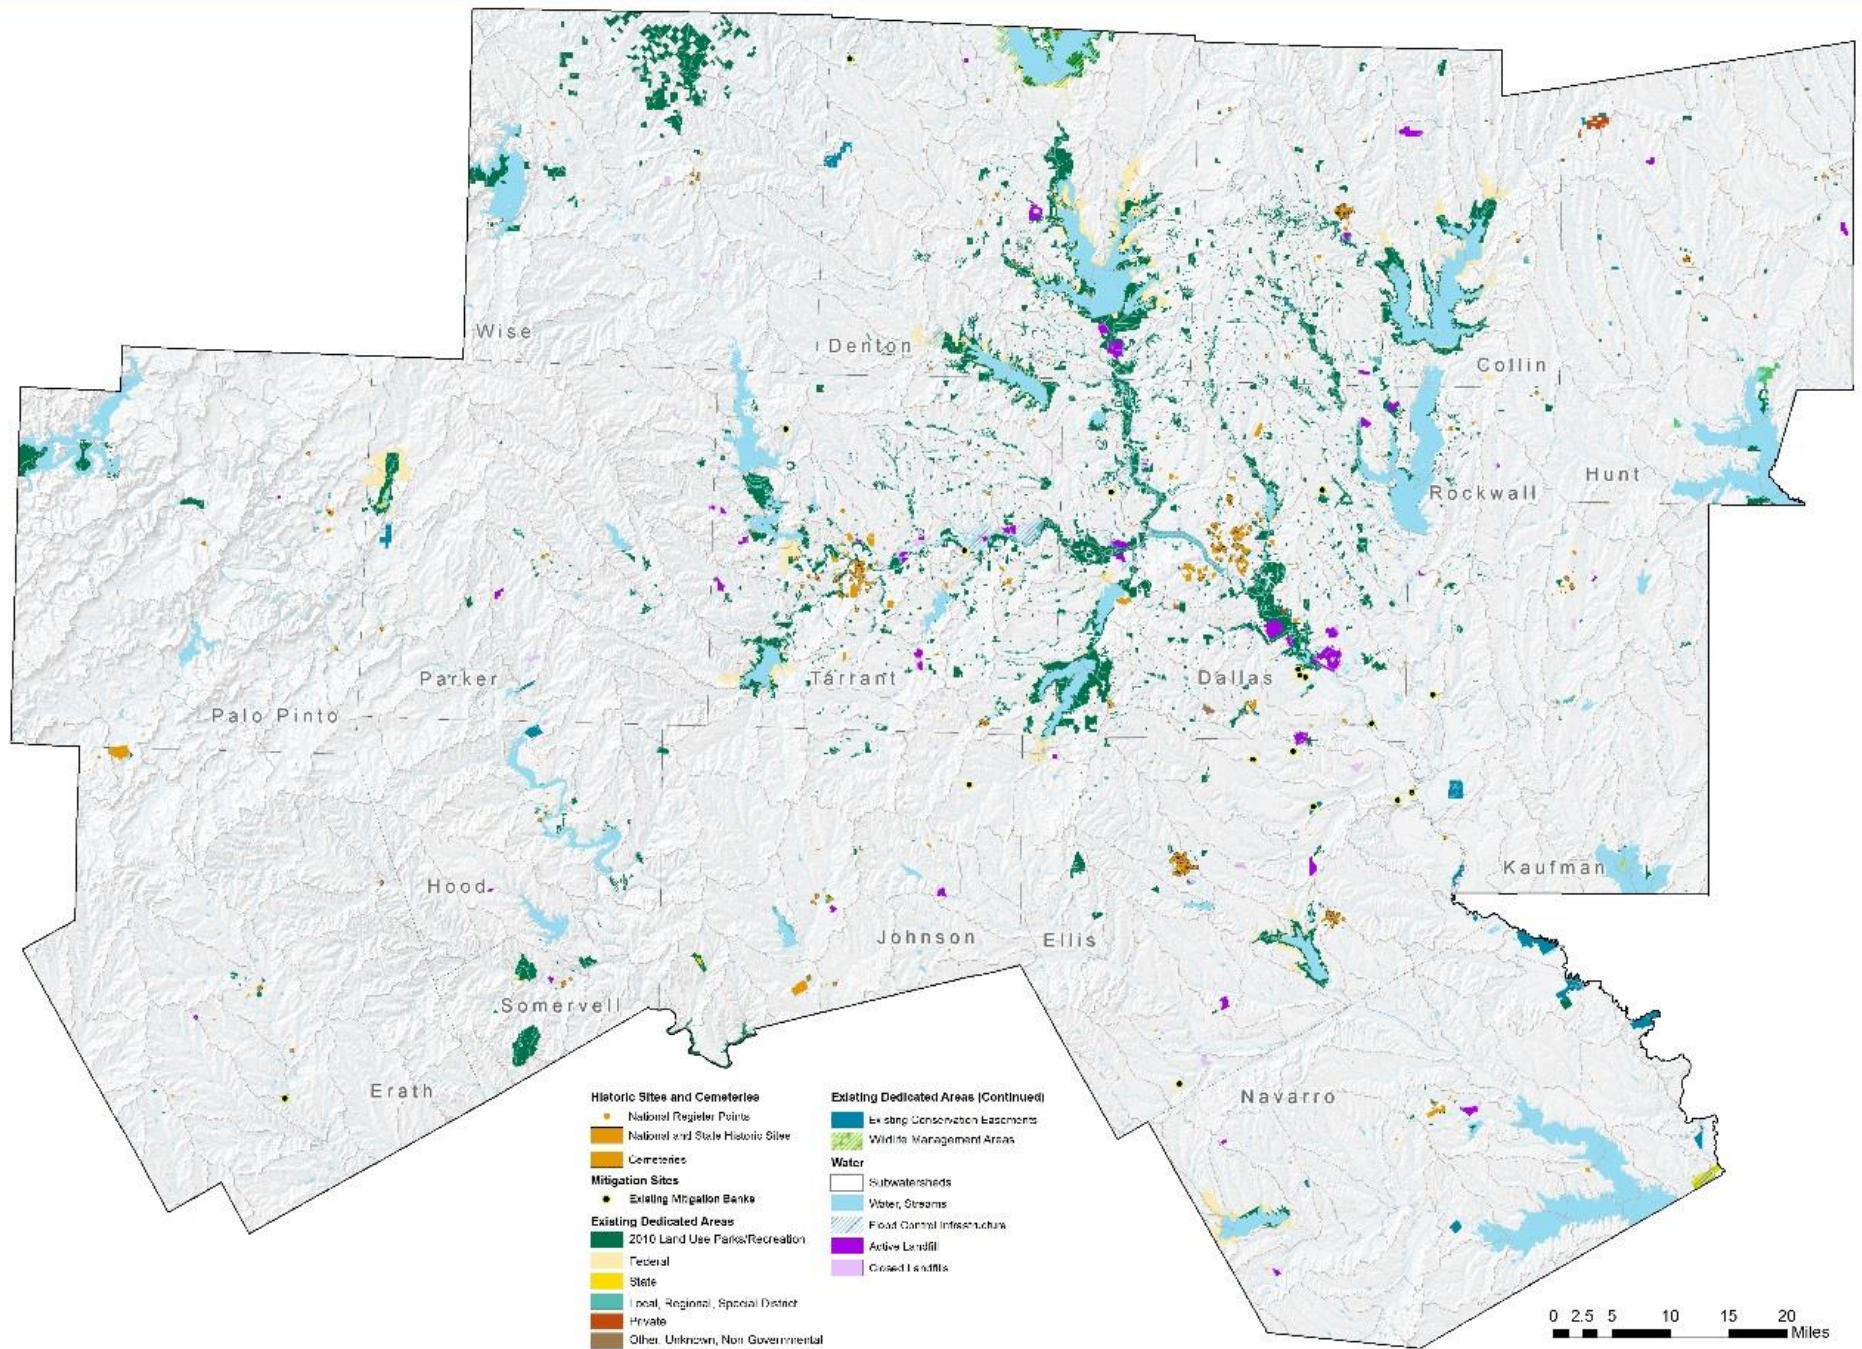 Wise
Denton
Collin
Hunt
Rockwall
Parker
Tarrant
Dallas
Palo Pinto
Kaufman
Hood
Johnson
Ellis
Somervell
Erath
Navarro
Historic Sites and Cemeteries
National Register Points
National and State Historic Sites
Cemeteries
Mitigation Sites
Existing Mitigation Banks
Existing Dedicated Areas
2010 Land Use Parks/Recreation
Federal
State
Local, Regional, Special District
Private
Other, Unknown, Non Governmental
Existing Dedicated Areas (Continued)
Existing Conservation Easements
Wildlife Management Areas
Water
Subwatersheds
Water, Streams
Flood Control Infrastructure
Active Landfill
Closed Landfills
0 2.5 5 10 15 20
Miles